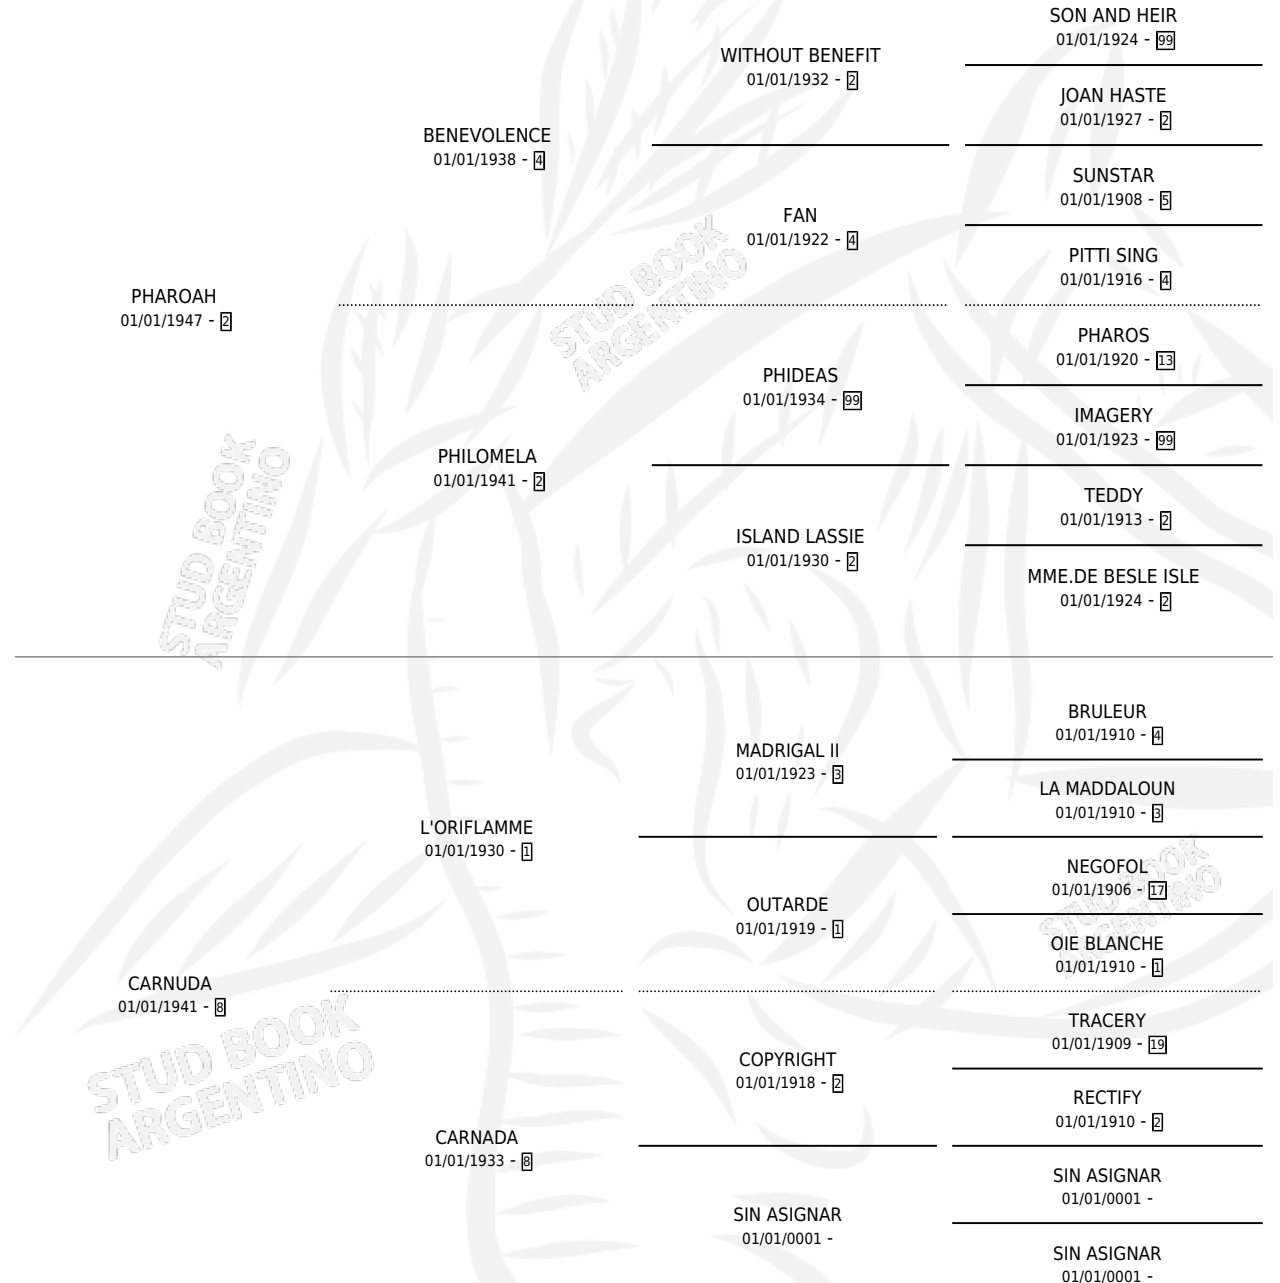 SON AND HEIR
01/01/1924 - 99
WITHOUT BENEFIT
01/01/1932 - 2
JOAN HASTE
01/01/1927 - 2
BENEVOLENCE
01/01/1938 - 4
SUNSTAR
01/01/1908 - 5
FAN
01/01/1922 - 4
PITTI SING
01/01/1916 - 4
PHAROAH
01/01/1947 - 2
PHAROS
01/01/1920 - 13
PHIDEAS
01/01/1934 - 99
IMAGERY
01/01/1923 - 99
PHILOMELA
01/01/1941 - 2
TEDDY
01/01/1913 - 2
ISLAND LASSIE
01/01/1930 - 2
MME.DE BESLE ISLE
01/01/1924 - 2
BRULEUR
01/01/1910 - 4
MADRIGAL II
01/01/1923 - 3
LA MADDALOUN
01/01/1910 - 3
L'ORIFLAMME
01/01/1930 - 1
NEGOFOL
01/01/1906 - 17
OUTARDE
01/01/1919 - 1
OIE BLANCHE
01/01/1910 - 1
CARNUDA
01/01/1941 - 8
TRACERY
01/01/1909 - 19
COPYRIGHT
01/01/1918 - 2
RECTIFY
01/01/1910 - 2
CARNADA
01/01/1933 - 8
SIN ASIGNAR
01/01/0001 -
SIN ASIGNAR
01/01/0001 -
SIN ASIGNAR
01/01/0001 -
STUD BOOK
ARGENTINO
STUD BOOK
ARGENTINO
STUD BOOK
ARGENTINO
STUD BOOK
ARGENTINO